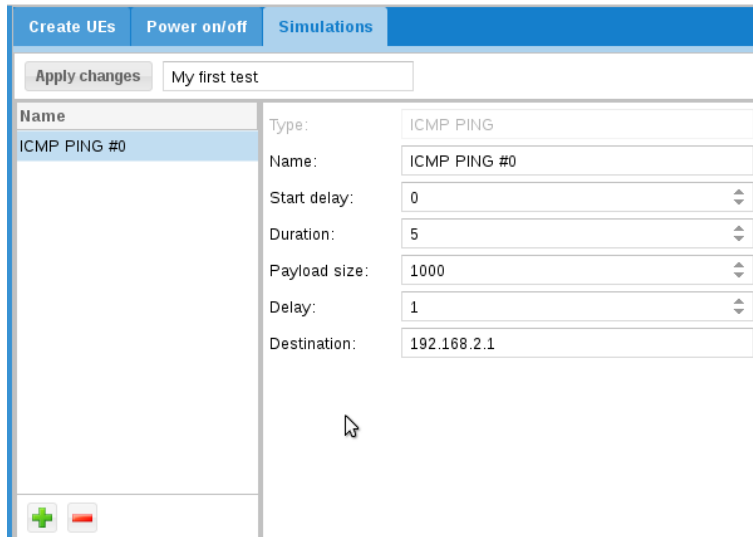 Create UEs Power on/off Simulations
Apply changes My first test
Name
ICMP PING #0
Type: ICMP PING
Name: ICMP PING #0
Start delay: 0
Duration: 5
Payload size: 1000
Delay: 1
Destination: 192.168.2.1